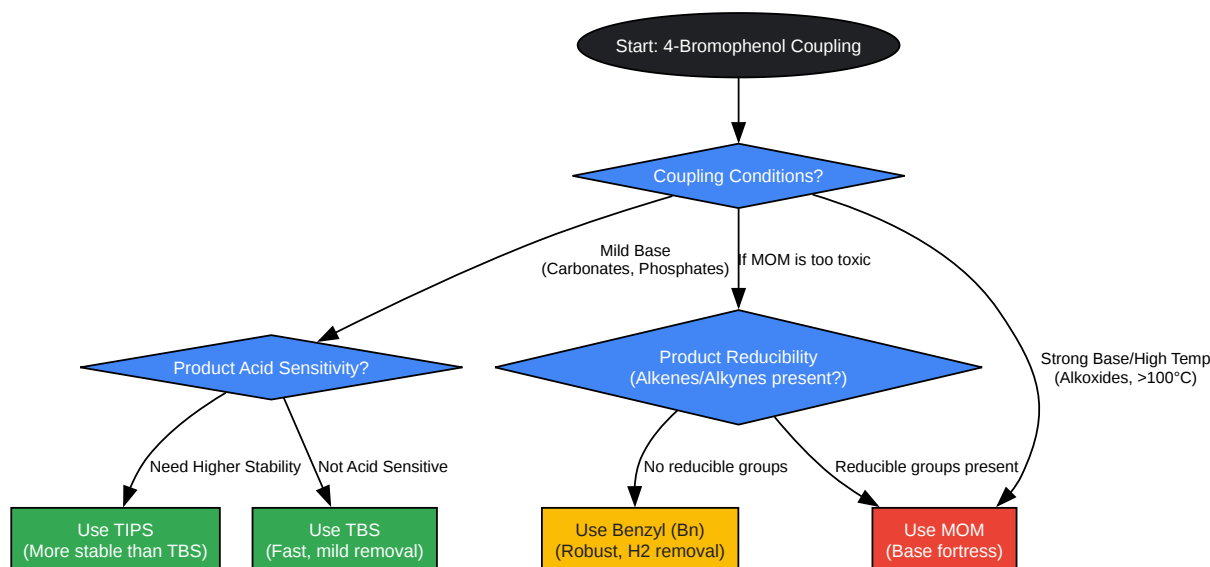 Start: 4-Bromophenol Coupling
Coupling Conditions?
Mild Base
(Carbonates, Phosphates)
If MOM is too toxic
Strong Base/High Temp
(Alkoxides, >100°C)
Product Acid Sensitivity?
Product Reducibility
(Alkenes/Alkynes present?)
Need Higher Stability
Not Acid Sensitive
No reducible groups
Reducible groups present
Use TIPS
(More stable than TBS)
Use TBS
(Fast, mild removal)
Use Benzyl (Bn)
(Robust, H2 removal)
Use MOM
(Base fortress)